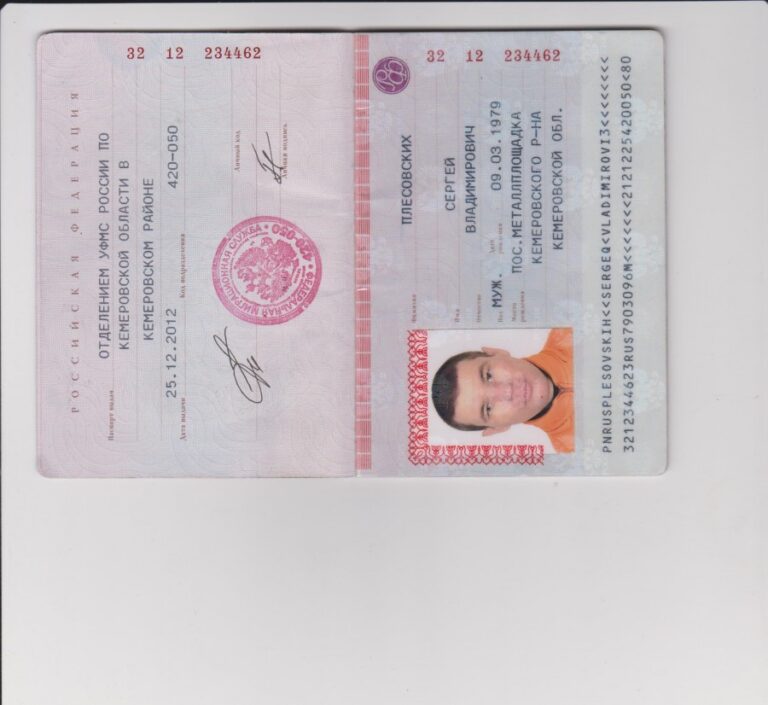 32 12 234462
РОССИЙСКАЯ ФЕДЕРАЦИЯ
Паспорт выдан
ОТДЕЛЕНИЕМ УФМС РОССИИ ПО
КЕМЕРОВСКОЙ ОБЛАСТИ В
КЕМЕРОВСКОМ РАЙОНЕ
Дата выдачи 25.12.2012 Код подразделения 420-050
Личный код
Личная подпись
ФЕДЕРАЛЬНАЯ МИГРАЦИОННАЯ СЛУЖБА • 420-050 •
32 12 234462
РФ
Фамилия ПЛЕСОВСКИХ
Имя СЕРГЕЙ
Отчество ВЛАДИМИРОВИЧ
Пол МУЖ. Дата рождения 09.03.1979
Место рождения ПОС.МЕТАЛЛПЛОЩАДКА
КЕМЕРОВСКОГО Р-НА
КЕМЕРОВСКОЙ ОБЛ.
PNRUSPLESOVSKIH<<SERGEQ<VLADIMIROVI3<<<<<<<<
3212344623RUS7903096M<<<<<<<2121225420050<80